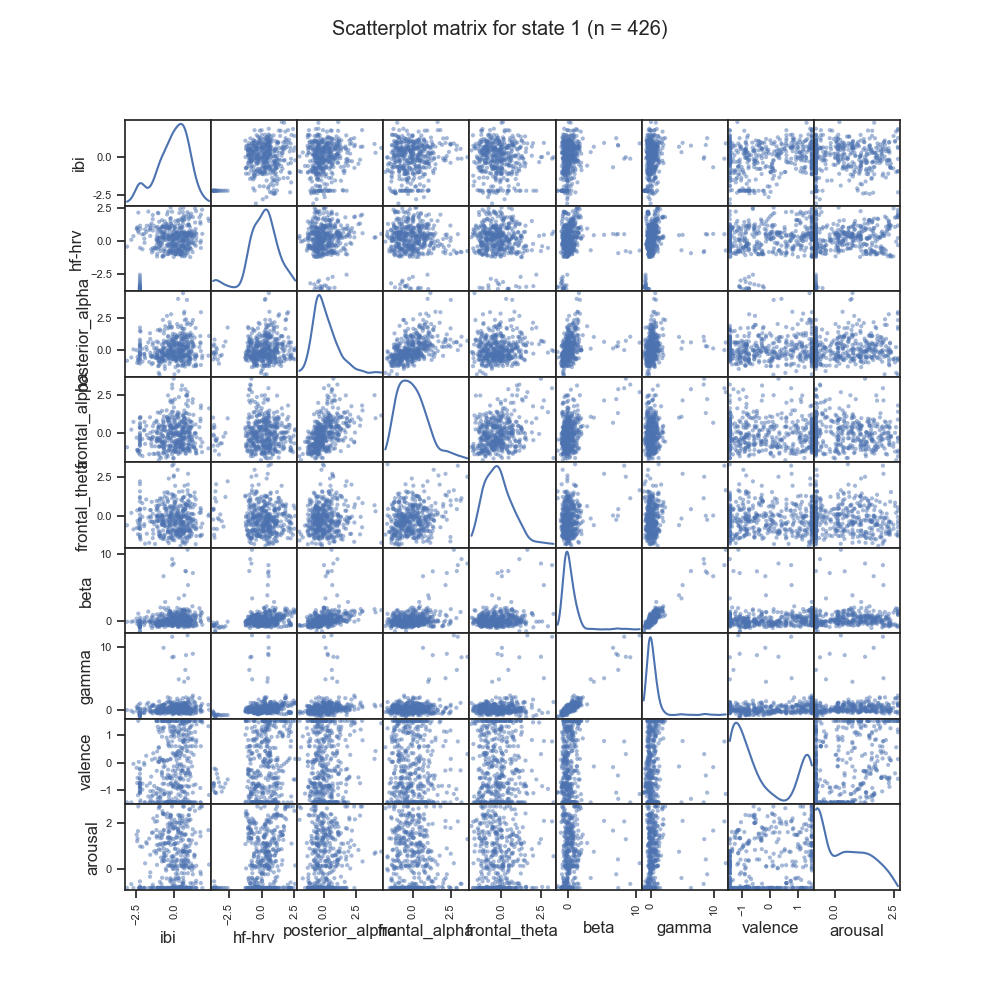 Scatterplot matrix for state 1 (n = 426)
ibi
0.0
−2.5
hf-hrv
2.5
0.0
−2.5
posterior_alpha
2.5
0.0
frontal_alpha
2.5
0.0
frontal_theta
2.5
0.0
beta
10
0
gamma
10
0
valence
1
0
−1
arousal
2
0
−2.5 0.0 −2.5 0.0 2.5 0.0 2.5 0.0 2.5 0.0 2.5 0 10 0 10 −1 0 1 0.0 2.5
ibi hf-hrv posterior_alpha frontal_alpha frontal_theta beta gamma valence arousal